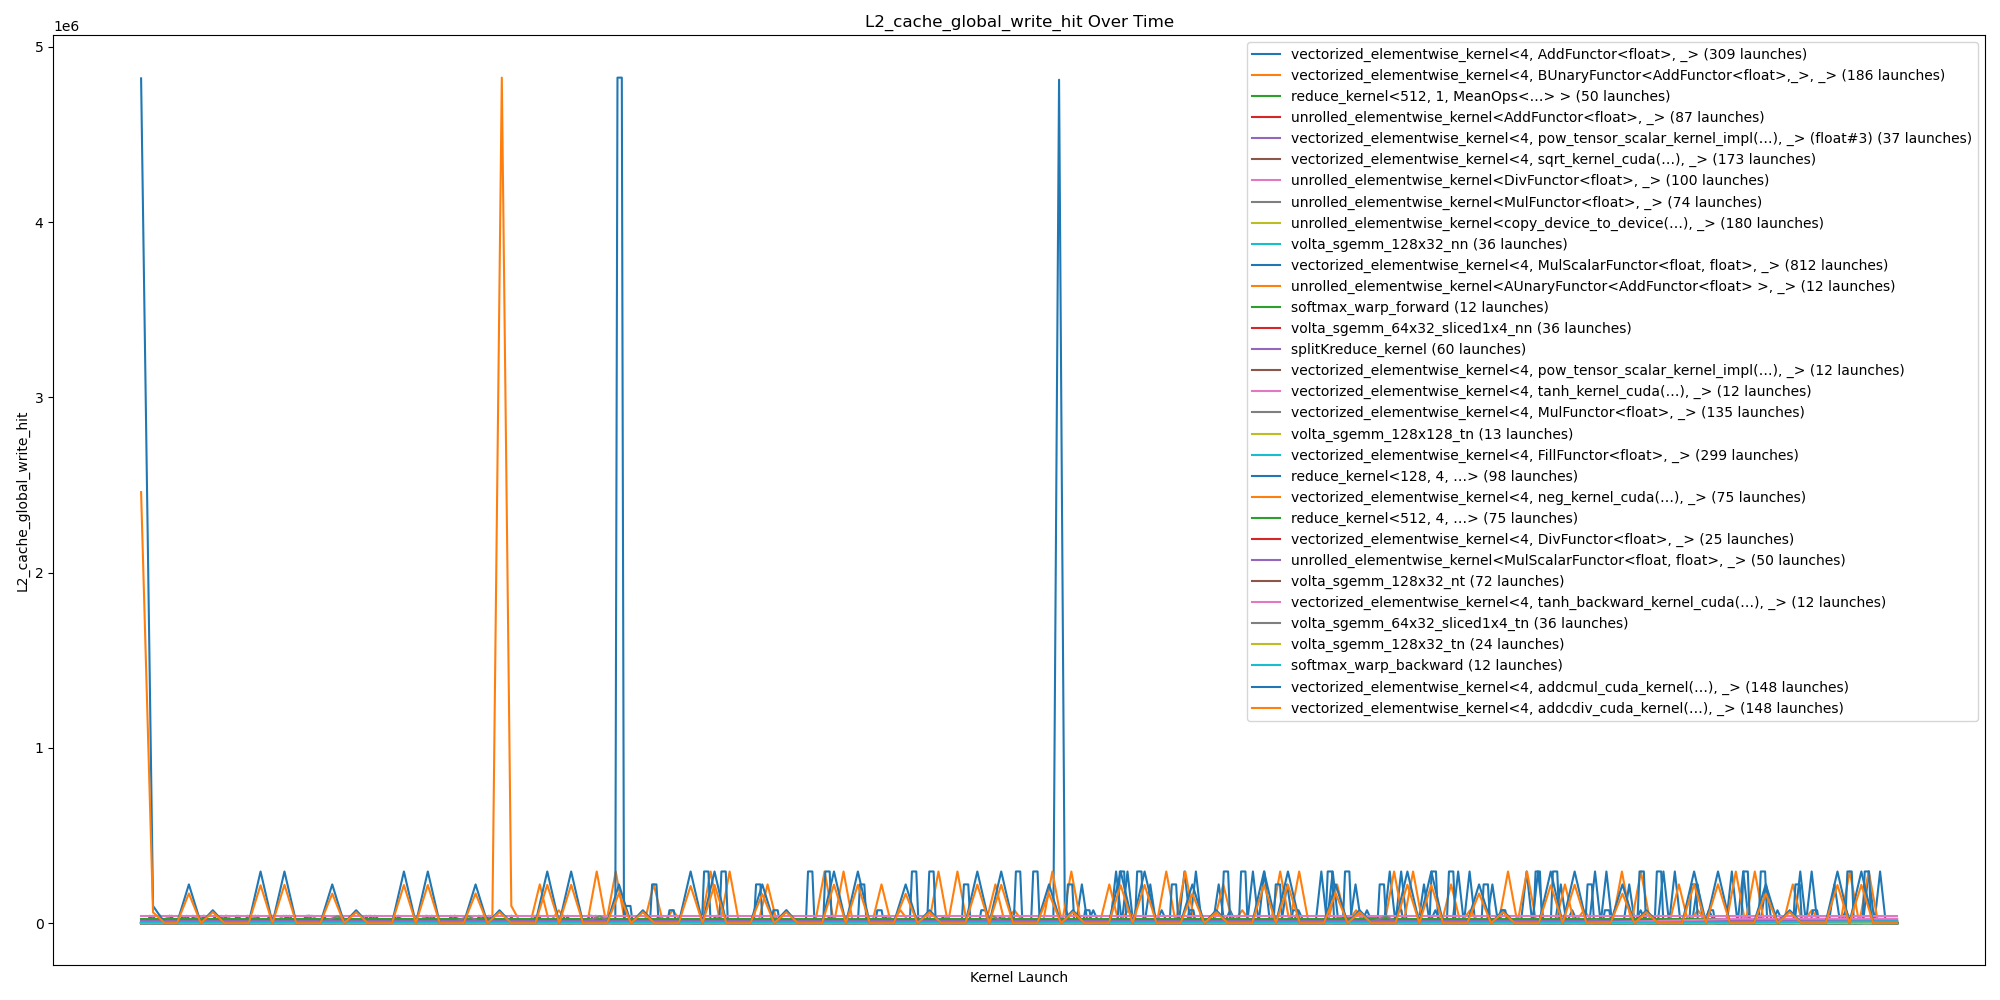 L2_cache_global_write_hit Over Time
1e6
5
4
3
2
1
0
L2_cache_global_write_hit
Kernel Launch
vectorized_elementwise_kernel<4, AddFunctor<float>, _> (309 launches)
vectorized_elementwise_kernel<4, BUnaryFunctor<AddFunctor<float>,_>, _> (186 launches)
reduce_kernel<512, 1, MeanOps<...> > (50 launches)
unrolled_elementwise_kernel<AddFunctor<float>, _> (87 launches)
vectorized_elementwise_kernel<4, pow_tensor_scalar_kernel_impl(...), _> (float#3) (37 launches)
vectorized_elementwise_kernel<4, sqrt_kernel_cuda(...), _> (173 launches)
unrolled_elementwise_kernel<DivFunctor<float>, _> (100 launches)
unrolled_elementwise_kernel<MulFunctor<float>, _> (74 launches)
unrolled_elementwise_kernel<copy_device_to_device(...), _> (180 launches)
volta_sgemm_128x32_nn (36 launches)
vectorized_elementwise_kernel<4, MulScalarFunctor<float, float>, _> (812 launches)
unrolled_elementwise_kernel<AUnaryFunctor<AddFunctor<float> >, _> (12 launches)
softmax_warp_forward (12 launches)
volta_sgemm_64x32_sliced1x4_nn (36 launches)
splitKreduce_kernel (60 launches)
vectorized_elementwise_kernel<4, pow_tensor_scalar_kernel_impl(...), _> (12 launches)
vectorized_elementwise_kernel<4, tanh_kernel_cuda(...), _> (12 launches)
vectorized_elementwise_kernel<4, MulFunctor<float>, _> (135 launches)
volta_sgemm_128x128_tn (13 launches)
vectorized_elementwise_kernel<4, FillFunctor<float>, _> (299 launches)
reduce_kernel<128, 4, ...> (98 launches)
vectorized_elementwise_kernel<4, neg_kernel_cuda(...), _> (75 launches)
reduce_kernel<512, 4, ...> (75 launches)
vectorized_elementwise_kernel<4, DivFunctor<float>, _> (25 launches)
unrolled_elementwise_kernel<MulScalarFunctor<float, float>, _> (50 launches)
volta_sgemm_128x32_nt (72 launches)
vectorized_elementwise_kernel<4, tanh_backward_kernel_cuda(...), _> (12 launches)
volta_sgemm_64x32_sliced1x4_tn (36 launches)
volta_sgemm_128x32_tn (24 launches)
softmax_warp_backward (12 launches)
vectorized_elementwise_kernel<4, addcmul_cuda_kernel(...), _> (148 launches)
vectorized_elementwise_kernel<4, addcdiv_cuda_kernel(...), _> (148 launches)